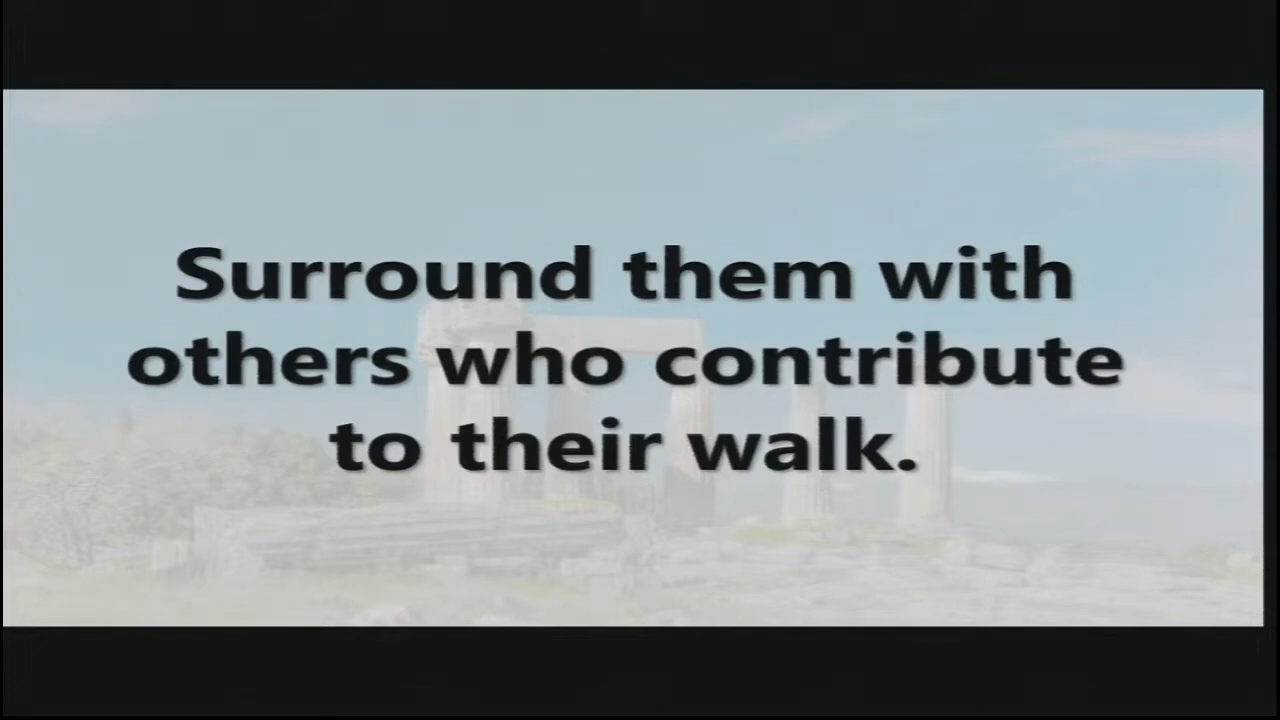 Surround them with
others who contribute
to their walk.